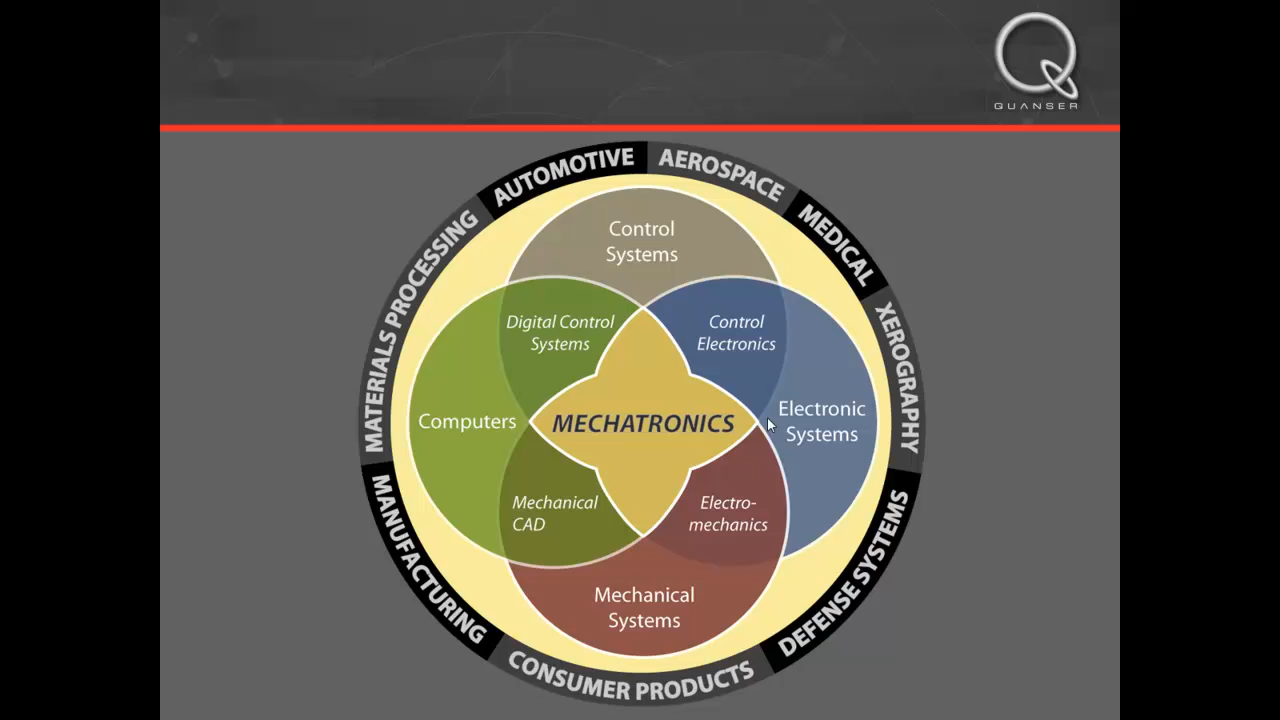 QUANSER
AUTOMOTIVE
AEROSPACE
MEDICAL
XEROGRAPHY
DEFENSE SYSTEMS
CONSUMER PRODUCTS
MANUFACTURING
MATERIALS PROCESSING
Control
Systems
Digital Control
Systems
Control
Electronics
Computers
MECHATRONICS
Electronic
Systems
Mechanical
CAD
Electro-
mechanics
Mechanical
Systems